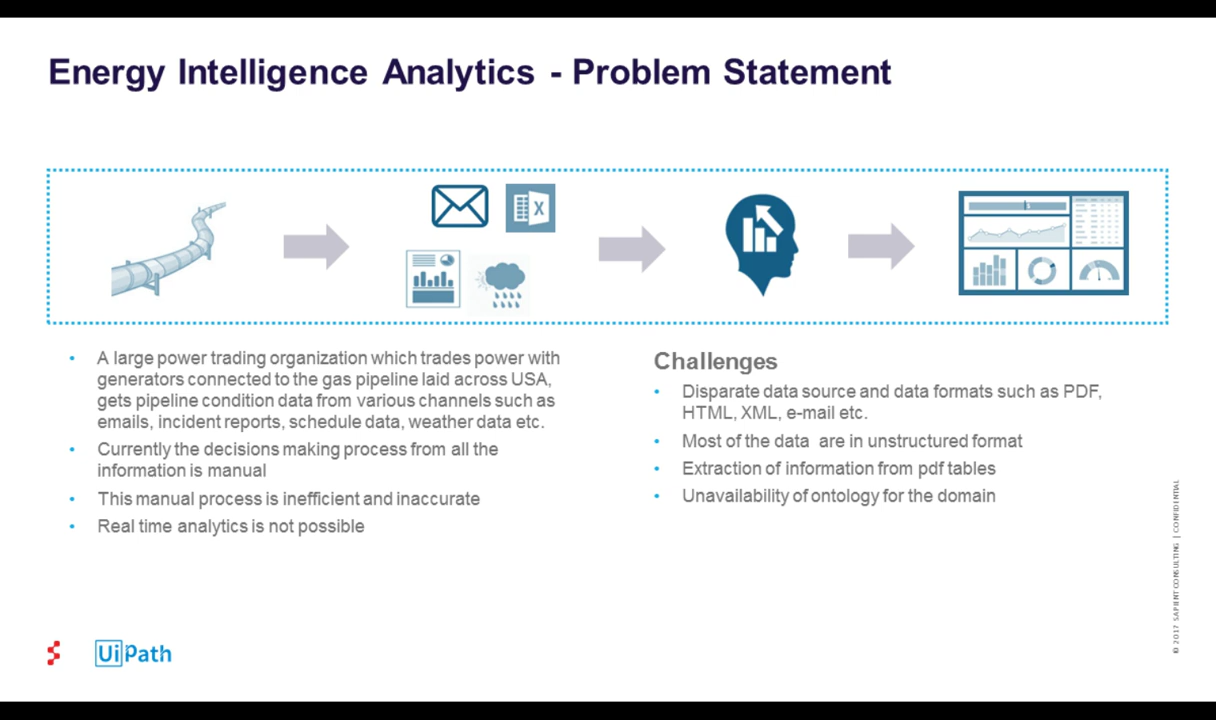 Energy Intelligence Analytics - Problem Statement
X
• A large power trading organization which trades power with
generators connected to the gas pipeline laid across USA,
gets pipeline condition data from various channels such as
emails, incident reports, schedule data, weather data etc.
• Currently the decisions making process from all the
information is manual
• This manual process is inefficient and inaccurate
• Real time analytics is not possible
Challenges
• Disparate data source and data formats such as PDF,
HTML, XML, e-mail etc.
• Most of the data are in unstructured format
• Extraction of information from pdf tables
• Unavailability of ontology for the domain
© 2017 SAPIENT CONSULTING | CONFIDENTIAL
UiPath